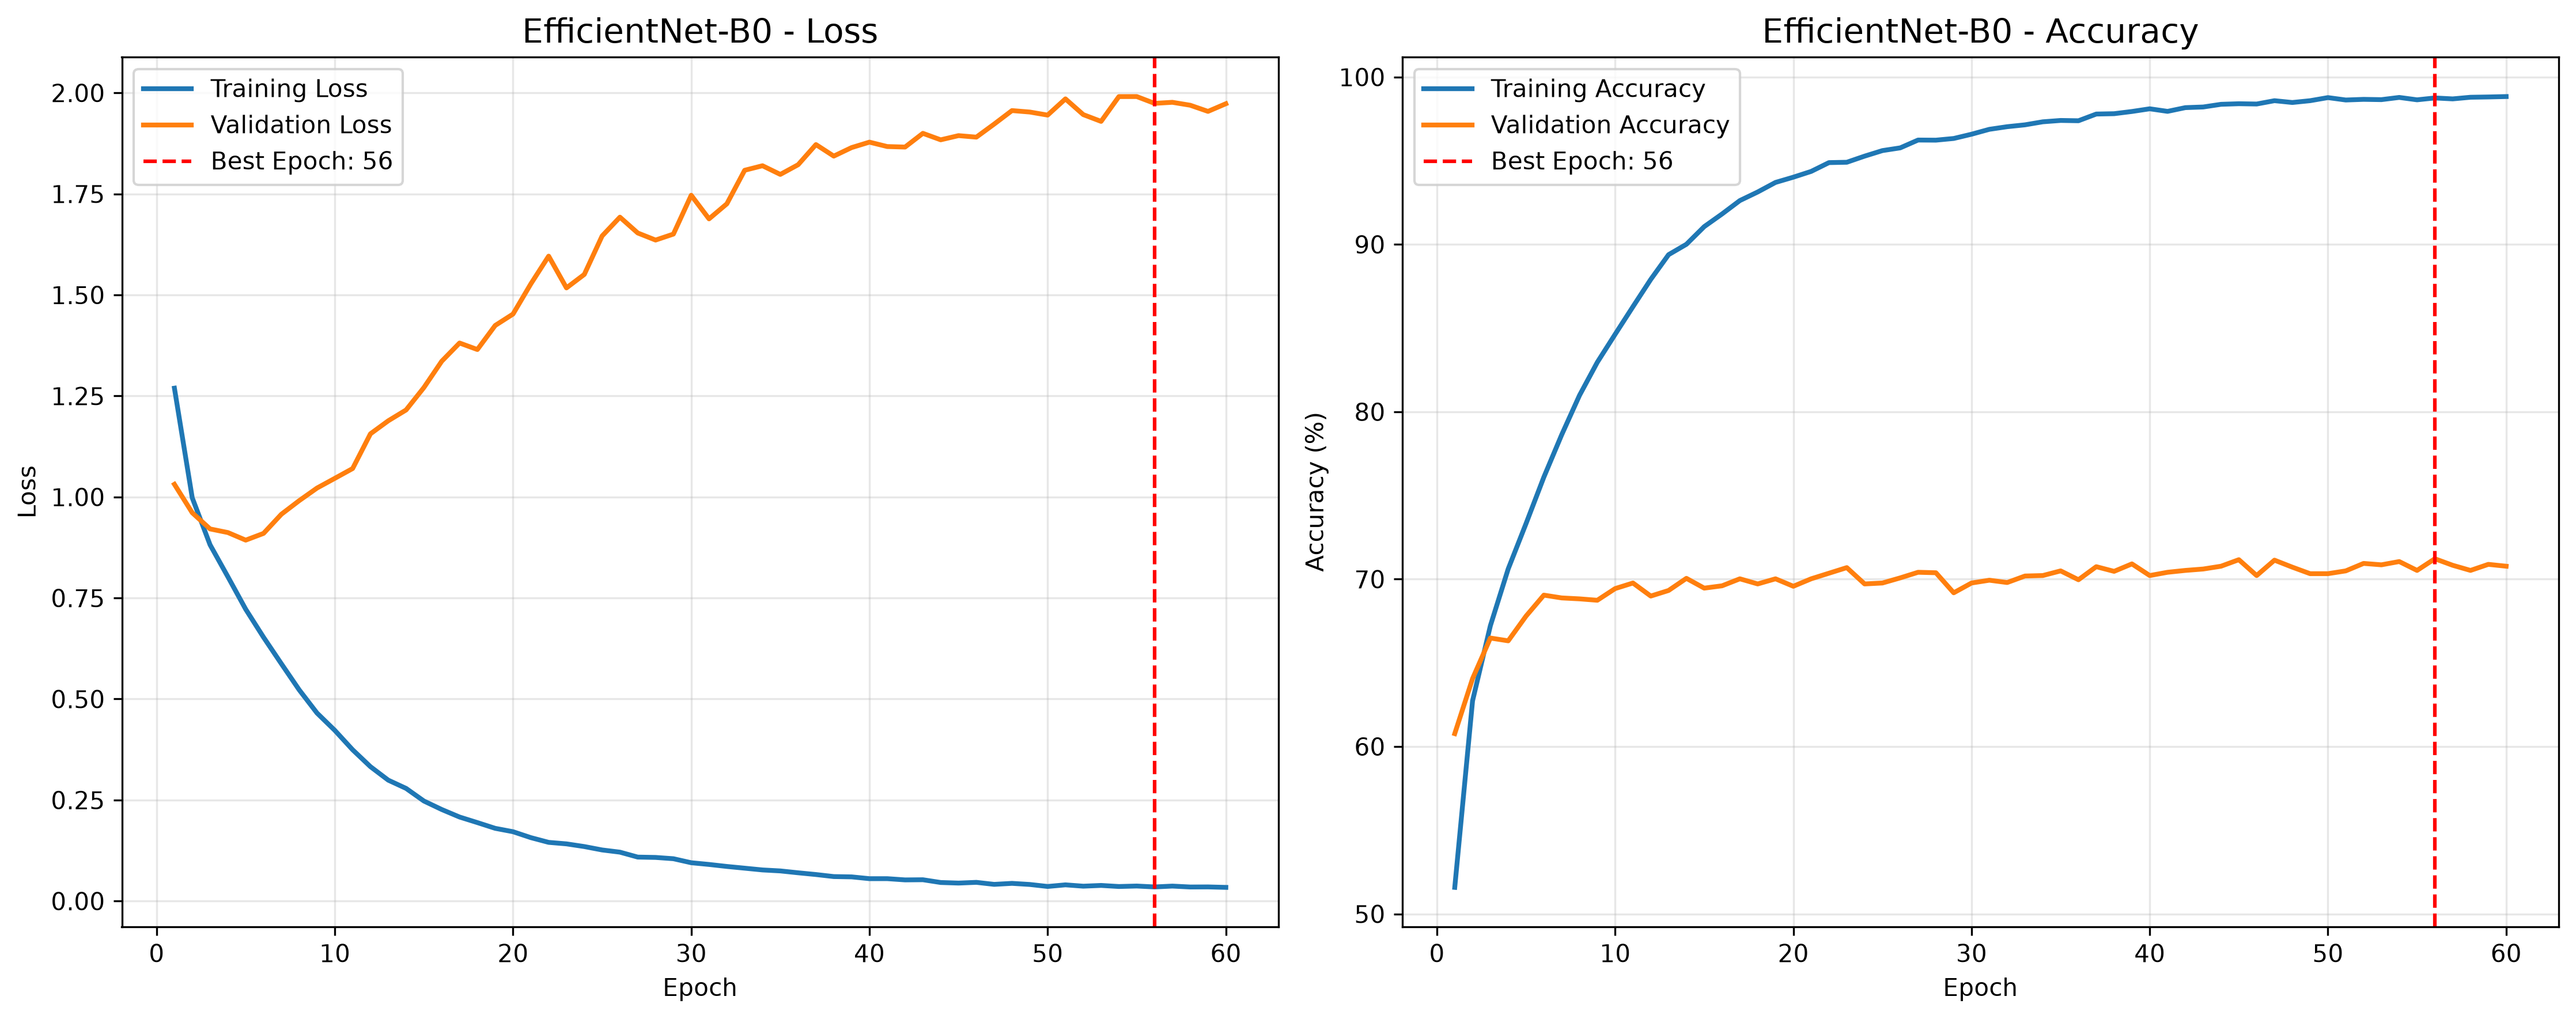 EfficientNet-B0 - Loss
Training Loss
Validation Loss
Best Epoch: 56
2.00
1.75
1.50
1.25
1.00
0.75
0.50
0.25
0.00
Loss
0 10 20 30 40 50 60
Epoch
EfficientNet-B0 - Accuracy
Training Accuracy
Validation Accuracy
Best Epoch: 56
100
90
80
70
60
50
Accuracy (%)
0 10 20 30 40 50 60
Epoch